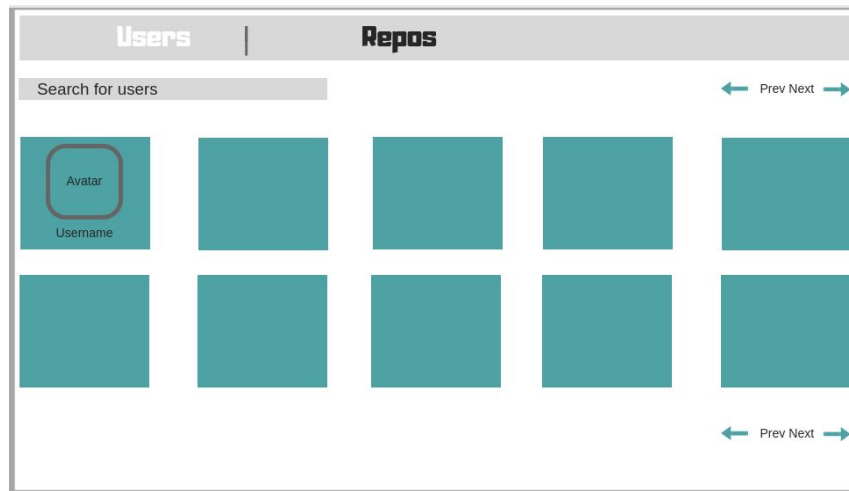 Users | Repos
Search for users
Prev Next
Avatar
Username
Prev Next